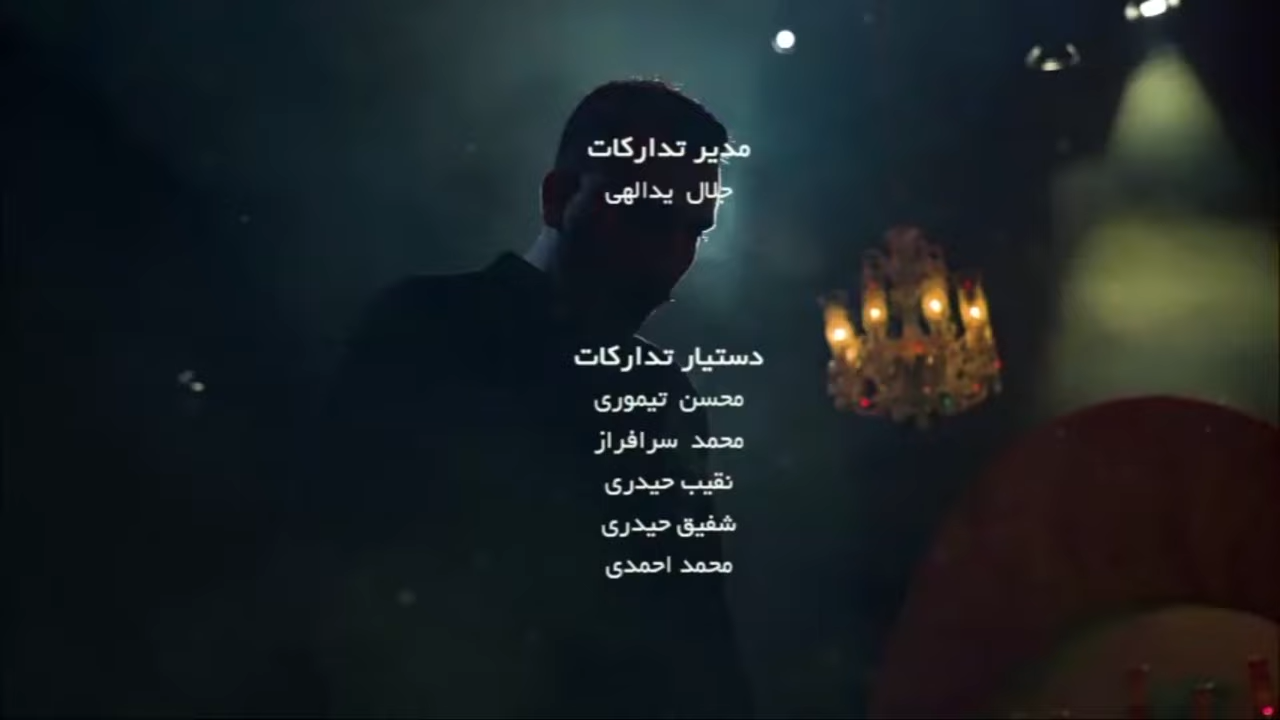 مدیر تدارکات
جلال یدالهی
دستیار تدارکات
محسن تیموری
محمد سرافراز
نقیب حیدری
شفیق حیدری
محمد احمدی